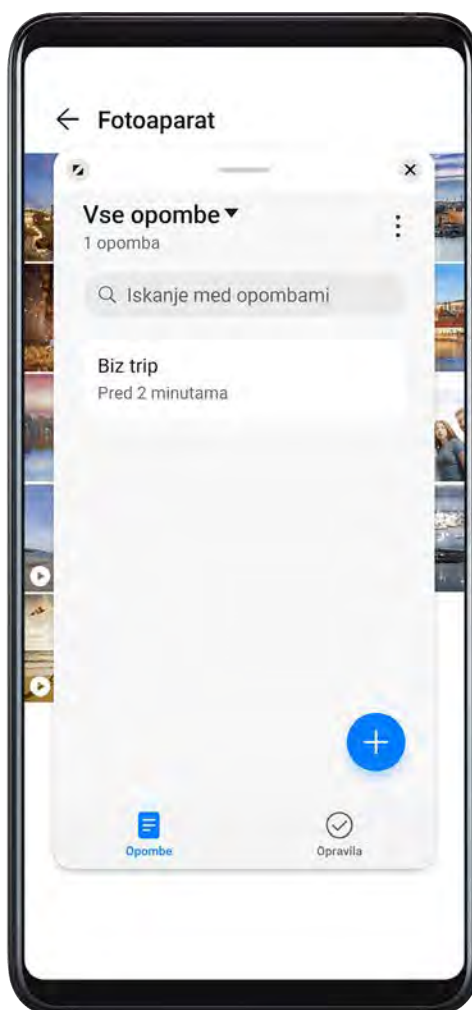 Fotoaparat
Vse opombe
1 opomba
Iskanje med opombami
Biz trip
Pred 2 minutama
Opombe
Opravila